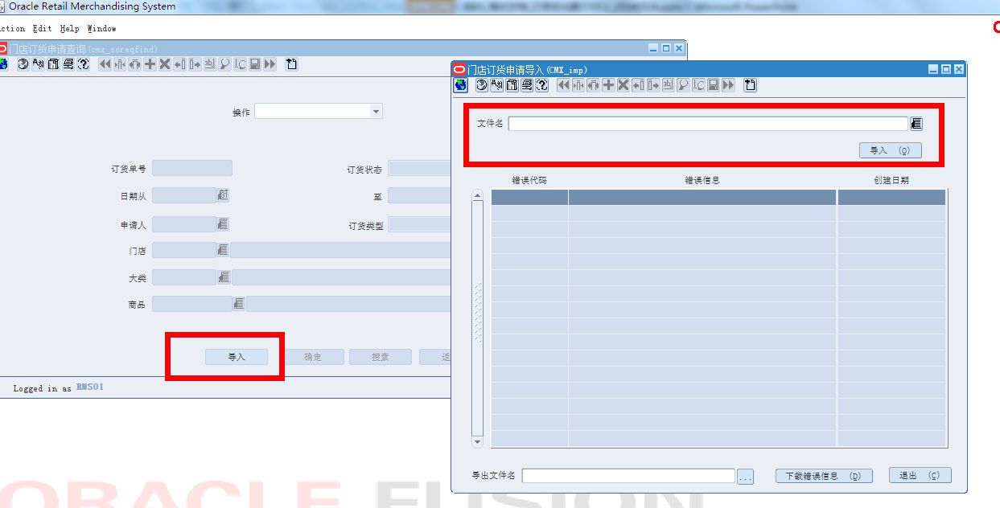 Oracle Retail Merchandising System
ction Edit Help Window
门店订货申请查询(cmx_soreqfind)
操作
订货单号
订货状态
日期从
31
至
申请人
订货类型
门店
大类
商品
导入
确定
搜索
返
Logged in as RMS01
门店订货申请导入(CMX_imp)
文件名
导入 (O)
错误代码 错误信息 创建日期
导出文件名
...
下载错误信息 (D)
退出 (C)
ORACLE FUSION